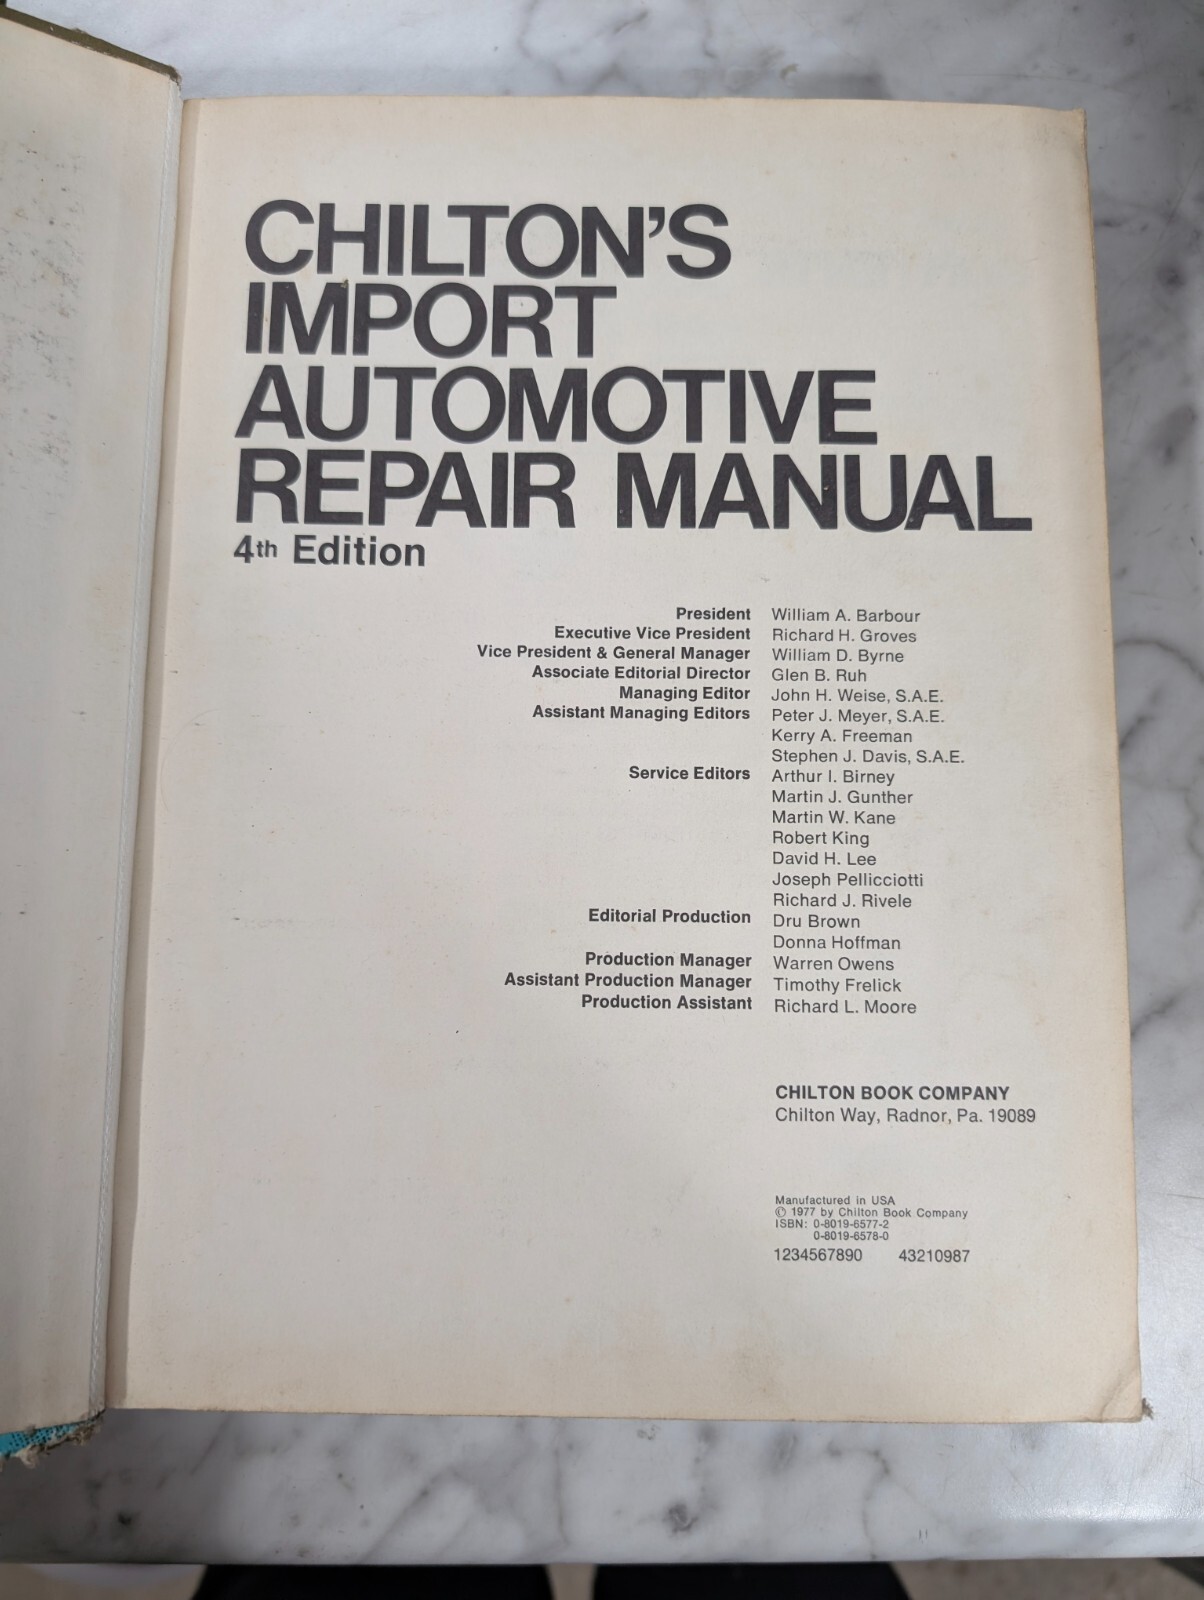 CHILTON'S
IMPORT
AUTOMOTIVE
REPAIR MANUAL
4th Edition
President William A. Barbour
Executive Vice President Richard H. Groves
Vice President & General Manager William D. Byrne
Associate Editorial Director Glen B. Ruh
Managing Editor John H. Weise, S.A.E.
Assistant Managing Editors Peter J. Meyer, S.A.E.
Kerry A. Freeman
Stephen J. Davis, S.A.E.
Service Editors Arthur I. Birney
Martin J. Gunther
Martin W. Kane
Robert King
David H. Lee
Joseph Pellicciotti
Richard J. Rivele
Editorial Production Dru Brown
Donna Hoffman
Production Manager Warren Owens
Assistant Production Manager Timothy Frelick
Production Assistant Richard L. Moore
CHILTON BOOK COMPANY
Chilton Way, Radnor, Pa. 19089
Manufactured in USA
© 1977 by Chilton Book Company
ISBN: 0-8019-6577-2
0-8019-6578-0
1234567890 43210987